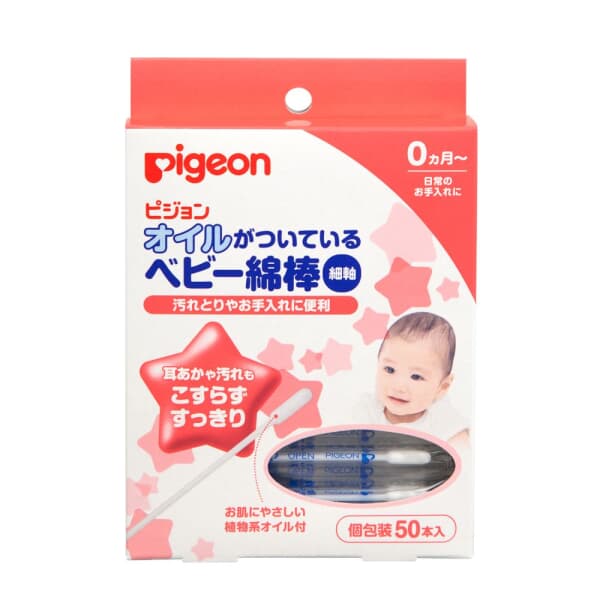 pigeon
0ヵ月～
日常の
お手入れに
ピジョン
オイルがついている
ベビー綿棒 細軸
汚れとりやお手入れに便利
耳あかや汚れも
こすらず
すっきり
OPEN PIGEON
お肌にやさしい
植物系オイル付
個包装50本入